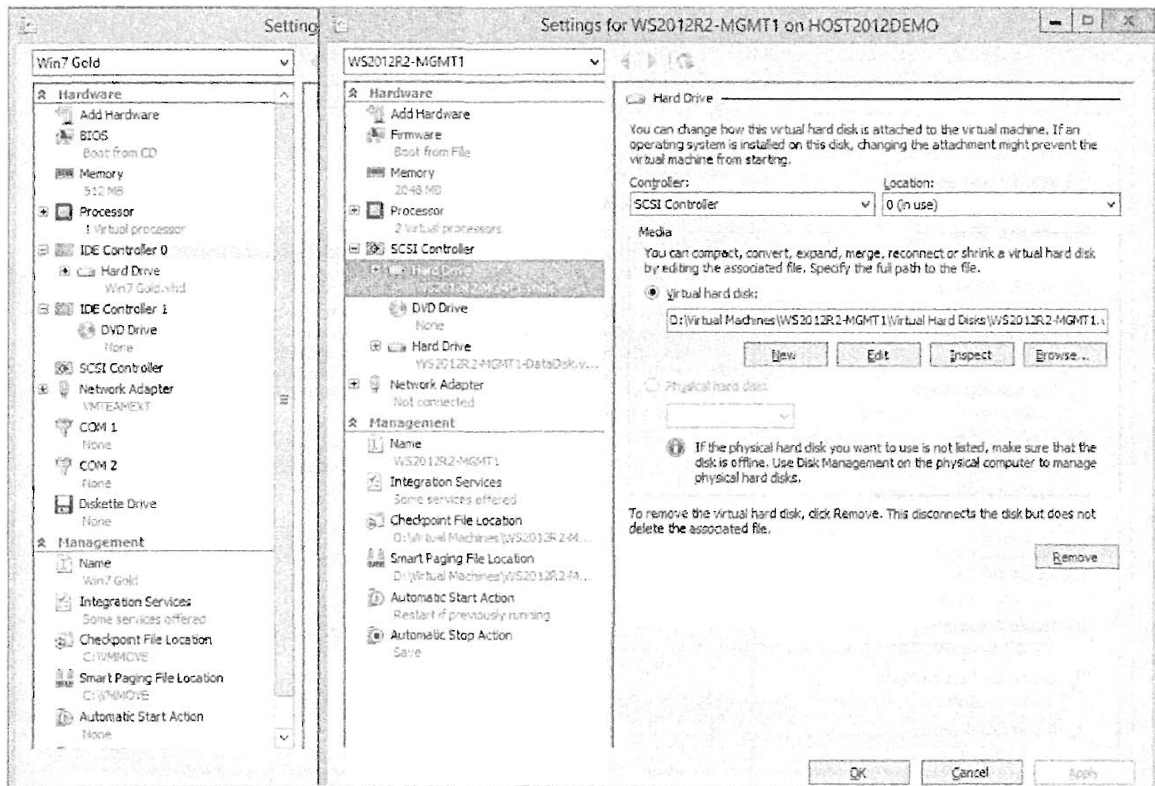 Setting
Win7 Gold
Hardware
Add Hardware
BIOS
Boot from CD
Memory
512 MB
Processor
1 Virtual processor
IDE Controller 0
Hard Drive
Win7 Gold.vhd
IDE Controller 1
DVD Drive
None
SCSI Controller
Network Adapter
VMTEAMEXT
COM 1
None
COM 2
None
Diskette Drive
None
Management
Name
Win7 Gold
Integration Services
Some services offered
Checkpoint File Location
C:\VMMOVE
Smart Paging File Location
C:\VMMOVE
Automatic Start Action
None
Settings for WS2012R2-MGMT1 on HOST2012DEMO
WS2012R2-MGMT1
Hardware
Add Hardware
Firmware
Boot from File
Memory
2048 MB
Processor
2 Virtual processors
SCSI Controller
Hard Drive
WS2012R2-MGMT1.vhdx
DVD Drive
None
Hard Drive
WS2012R2-MGMT1-DataDisk.v...
Network Adapter
Not connected
Management
Name
WS2012R2-MGMT1
Integration Services
Some services offered
Checkpoint File Location
D:\Virtual Machines\WS2012R2-M...
Smart Paging File Location
D:\Virtual Machines\WS2012R2-M...
Automatic Start Action
Restart if previously running
Automatic Stop Action
Save
Hard Drive
You can change how this virtual hard disk is attached to the virtual machine. If an
operating system is installed on this disk, changing the attachment might prevent the
virtual machine from starting.
Controller: Location:
SCSI Controller 0 (in use)
Media
You can compact, convert, expand, merge, reconnect or shrink a virtual hard disk
by editing the associated file. Specify the full path to the file.
Virtual hard disk:
D:\Virtual Machines\WS2012R2-MGMT1\Virtual Hard Disks\WS2012R2-MGMT1.v
New Edit Inspect Browse...
Physical hard disk:
If the physical hard disk you want to use is not listed, make sure that the
disk is offline. Use Disk Management on the physical computer to manage
physical hard disks.
To remove the virtual hard disk, click Remove. This disconnects the disk but does not
delete the associated file.
Remove
OK Cancel Apply